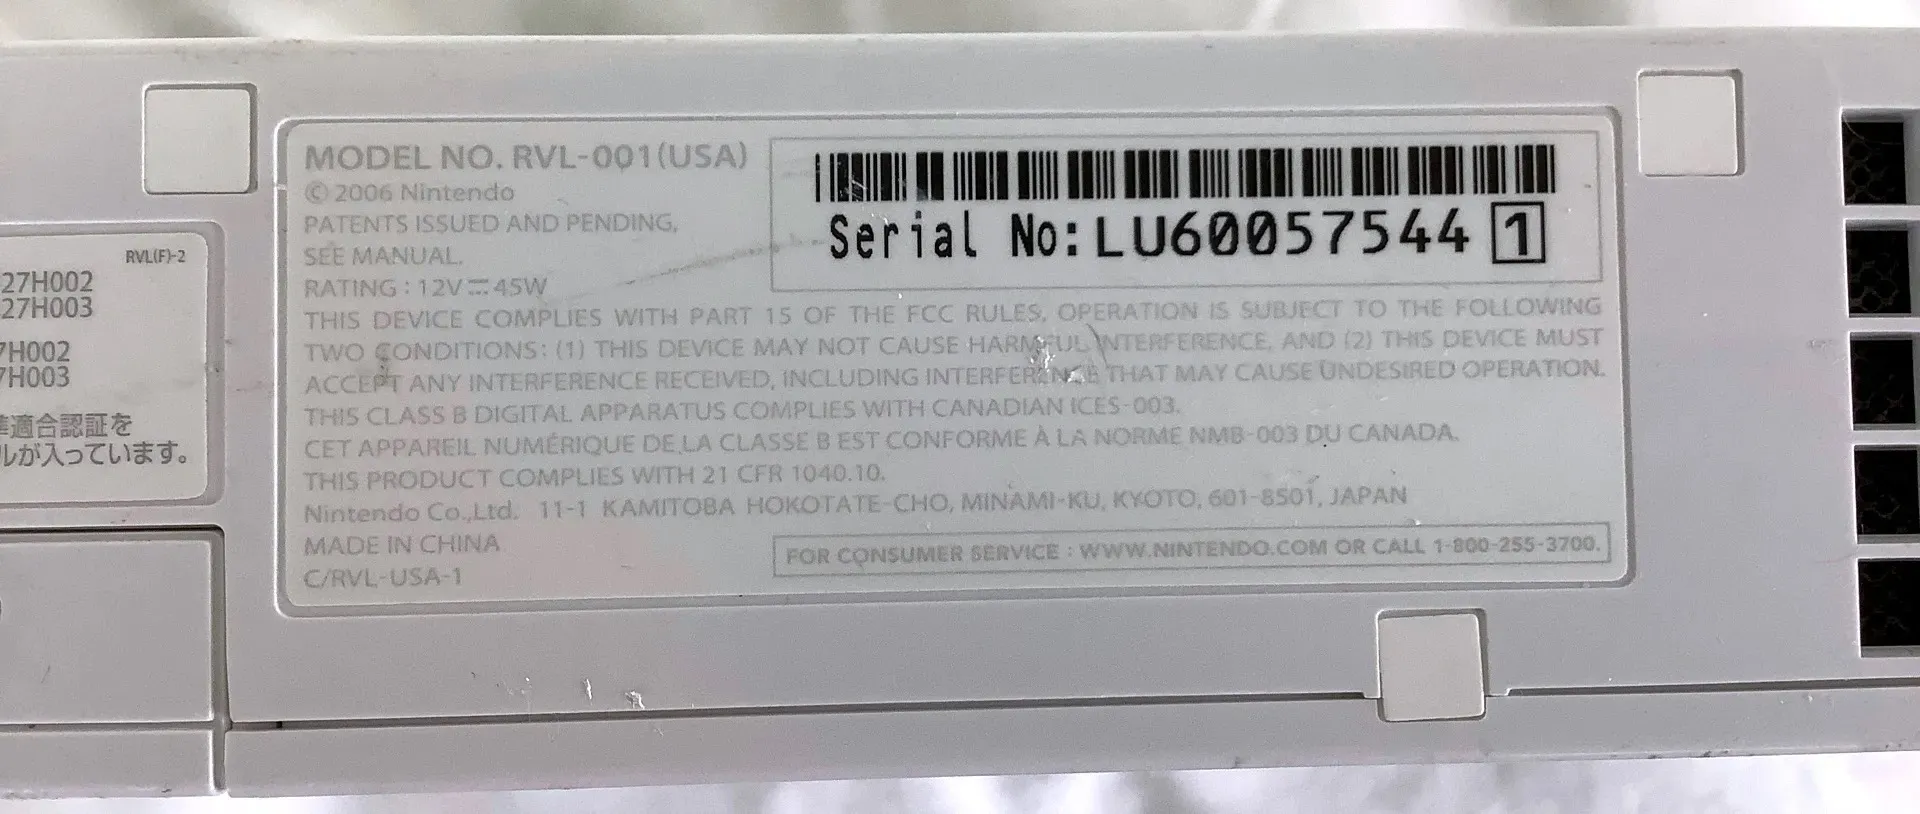 RVL(F)-2
27H002
27H003
7H002
7H003
準適合認証を
ルが入っています。
MODEL NO. RVL-001(USA)
© 2006 Nintendo
PATENTS ISSUED AND PENDING,
SEE MANUAL.
RATING : 12V⎓45W
Serial No:LU60057544 1
THIS DEVICE COMPLIES WITH PART 15 OF THE FCC RULES. OPERATION IS SUBJECT TO THE FOLLOWING
TWO CONDITIONS: (1) THIS DEVICE MAY NOT CAUSE HARMFUL INTERFERENCE, AND (2) THIS DEVICE MUST
ACCEPT ANY INTERFERENCE RECEIVED, INCLUDING INTERFERENCE THAT MAY CAUSE UNDESIRED OPERATION.
THIS CLASS B DIGITAL APPARATUS COMPLIES WITH CANADIAN ICES-003.
CET APPAREIL NUMÉRIQUE DE LA CLASSE B EST CONFORME À LA NORME NMB-003 DU CANADA.
THIS PRODUCT COMPLIES WITH 21 CFR 1040.10.
Nintendo Co.,Ltd. 11-1 KAMITOBA HOKOTATE-CHO, MINAMI-KU, KYOTO, 601-8501, JAPAN
MADE IN CHINA
C/RVL-USA-1
FOR CONSUMER SERVICE : WWW.NINTENDO.COM OR CALL 1-800-255-3700.